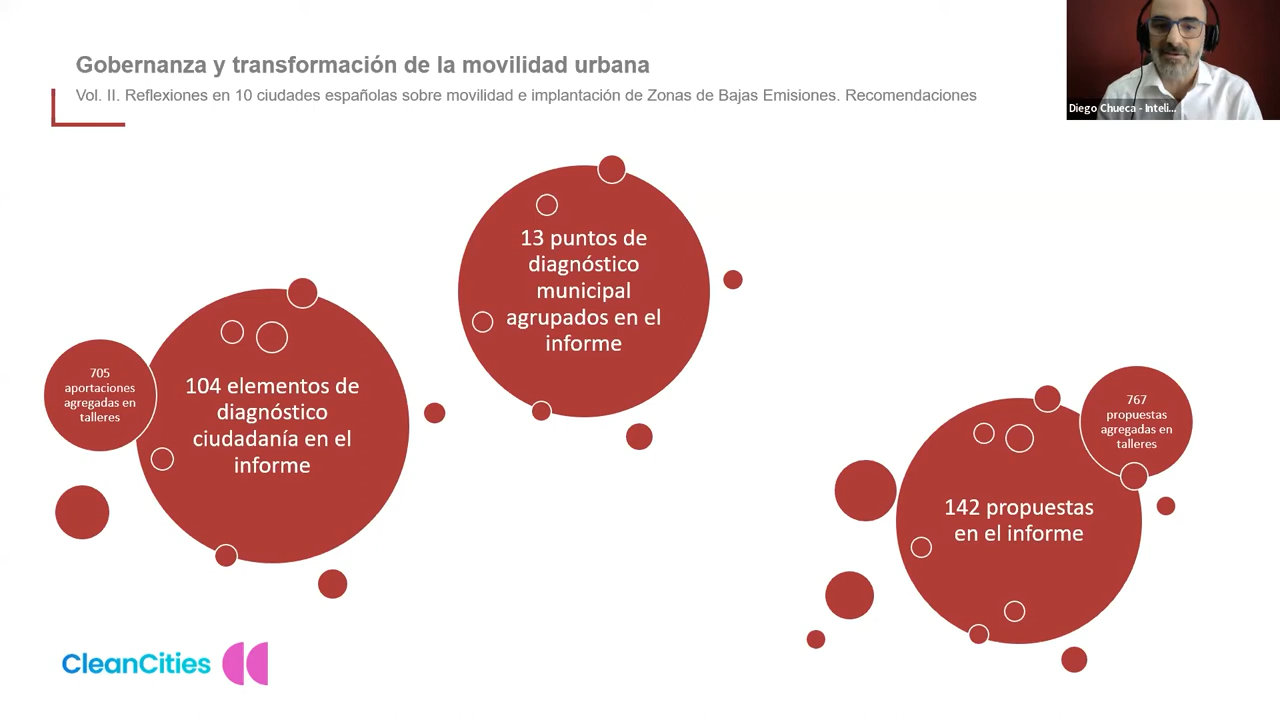 Gobernanza y transformación de la movilidad urbana
Vol. II. Reflexiones en 10 ciudades españolas sobre movilidad e implantación de Zonas de Bajas Emisiones. Recomendaciones
Diego Chueca - Inteli...
13 puntos de
diagnóstico
municipal
agrupados en el
informe
705
aportaciones
agregadas en
talleres
104 elementos de
diagnóstico
ciudadanía en el
informe
767
propuestas
agregadas en
talleres
142 propuestas
en el informe
CleanCities